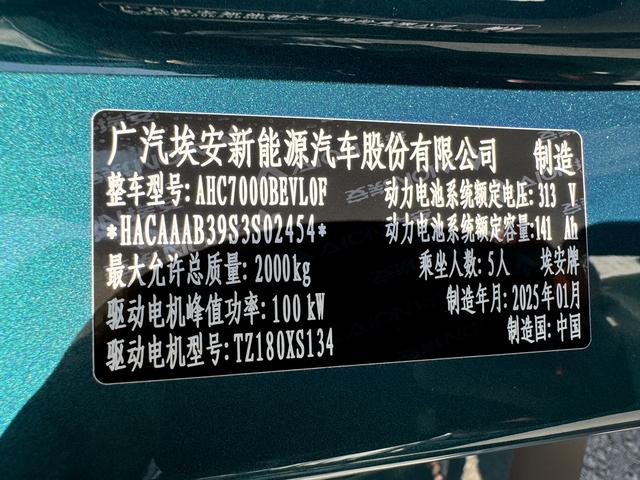 广汽埃安新能源汽车股份有限公司 制造
整车型号:AHC7000BEVL0F 动力电池系统额定电压:313 V
*HACAAAB39S3S02454* 动力电池系统额定容量:141 Ah
最大允许总质量:2000kg 乘坐人数:5人 埃安牌
驱动电机峰值功率:100 kW 制造年月:2025年01月
驱动电机型号:TZ180XS134 制造国:中国